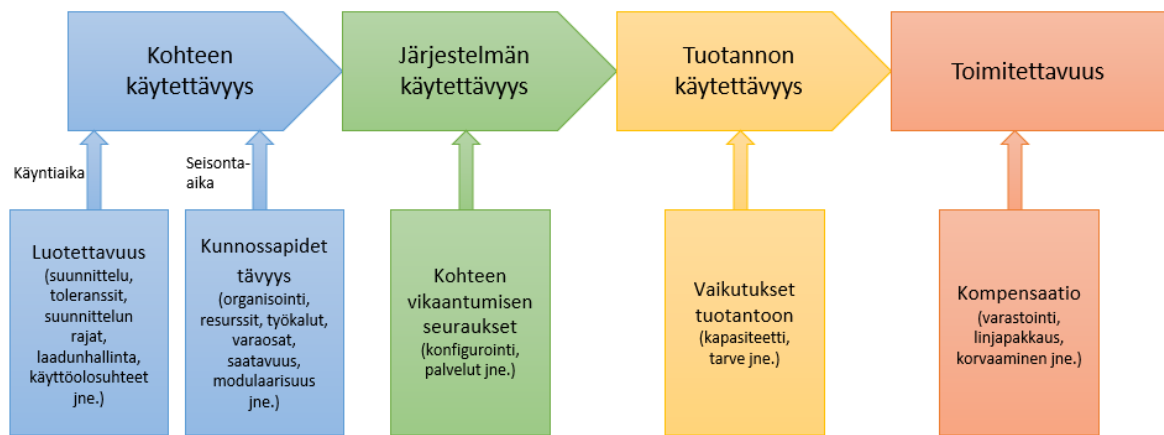 Kohteen
käytettävyys
Järjestelmän
käytettävyys
Tuotannon
käytettävyys
Toimitettavuus
Käyntiaika
Seisonta-
aika
Luotettavuus
(suunnittelu,
toleranssit,
suunnittelun
rajat,
laadunhallinta,
käyttöolosuhteet
jne.)
Kunnossapidet
tävyys
(organisointi,
resurssit, työkalut,
varaosat,
saatavuus,
modulaarisuus
jne.)
Kohteen
vikaantumisen
seuraukset
(konfigurointi,
palvelut jne.)
Vaikutukset
tuotantoon
(kapasiteetti,
tarve jne.)
Kompensaatio
(varastointi,
linjapakkaus,
korvaaminen jne.)